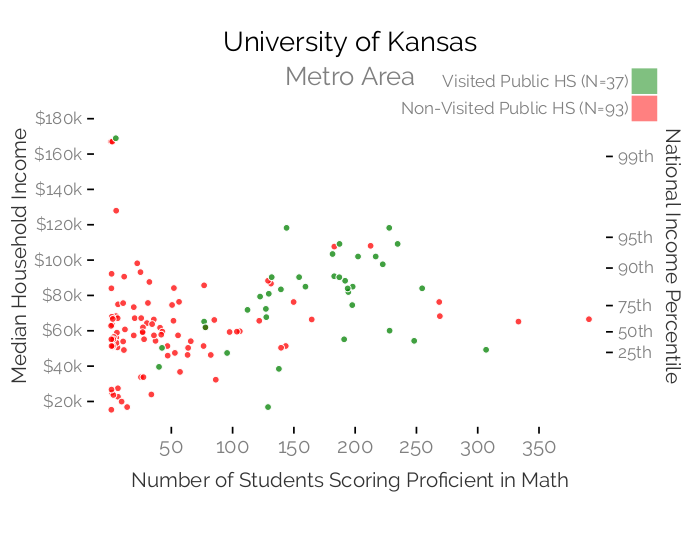 University of Kansas
Metro Area
Visited Public HS (N=37)
Non-Visited Public HS (N=93)
Median Household Income
$180k
$160k
$140k
$120k
$100k
$80k
$60k
$40k
$20k
National Income Percentile
99th
95th
90th
75th
50th
25th
50 100 150 200 250 300 350
Number of Students Scoring Proficient in Math